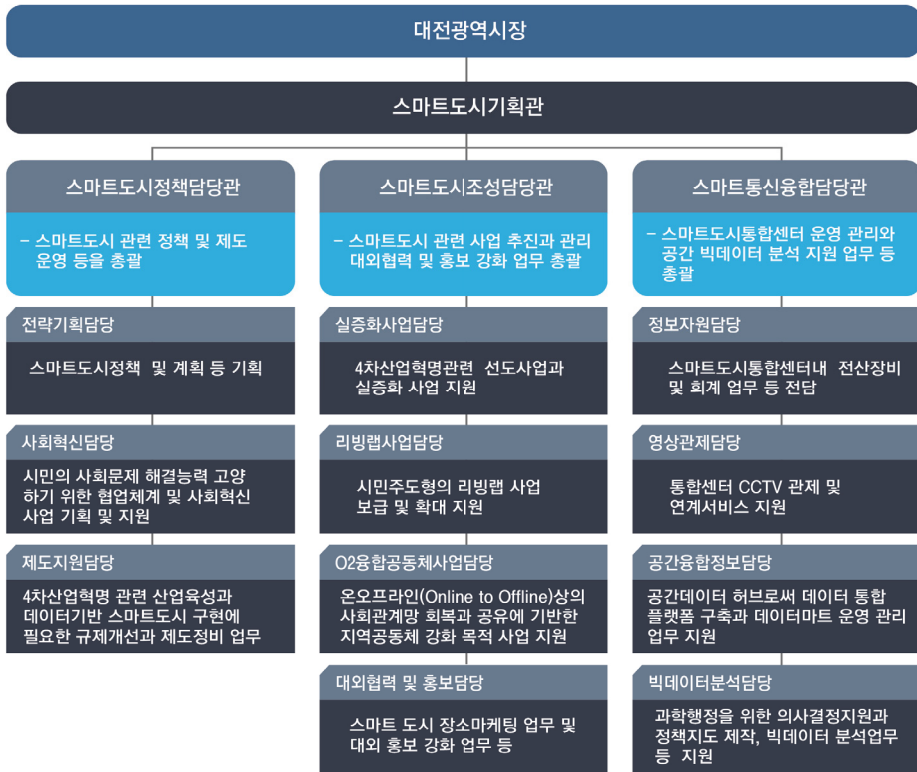 대전광역시장
스마트도시기획관
스마트도시정책담당관
- 스마트도시 관련 정책 및 제도
운영 등을 총괄
전략기획담당
스마트도시정책 및 계획 등 기획
사회혁신담당
시민의 사회문제 해결능력 고양
하기 위한 협업체계 및 사회혁신
사업 기획 및 지원
제도지원담당
4차산업혁명 관련 산업육성과
데이터기반 스마트도시 구현에
필요한 규제개선과 제도정비 업무
스마트도시조성담당관
- 스마트도시 관련 사업 추진과 관리
대외협력 및 홍보 강화 업무 총괄
실증화사업담당
4차산업혁명관련 선도사업과
실증화 사업 지원
리빙랩사업담당
시민주도형의 리빙랩 사업
보급 및 확대 지원
O2융합공동체사업담당
온오프라인(Online to Offline)상의
사회관계망 회복과 공유에 기반한
지역공동체 강화 목적 사업 지원
대외협력 및 홍보담당
스마트 도시 장소마케팅 업무 및
대외 홍보 강화 업무 등
스마트통신융합담당관
- 스마트도시통합센터 운영 관리와
공간 빅데이터 분석 지원 업무 등
총괄
정보자원담당
스마트도시통합센터내 전산장비
및 회계 업무 등 전담
영상관제담당
통합센터 CCTV 관제 및
연계서비스 지원
공간융합정보담당
공간데이터 허브로써 데이터 통합
플랫폼 구축과 데이터마트 운영 관리
업무 지원
빅데이터분석담당
과학행정을 위한 의사결정지원과
정책지도 제작, 빅데이터 분석업무
등 지원